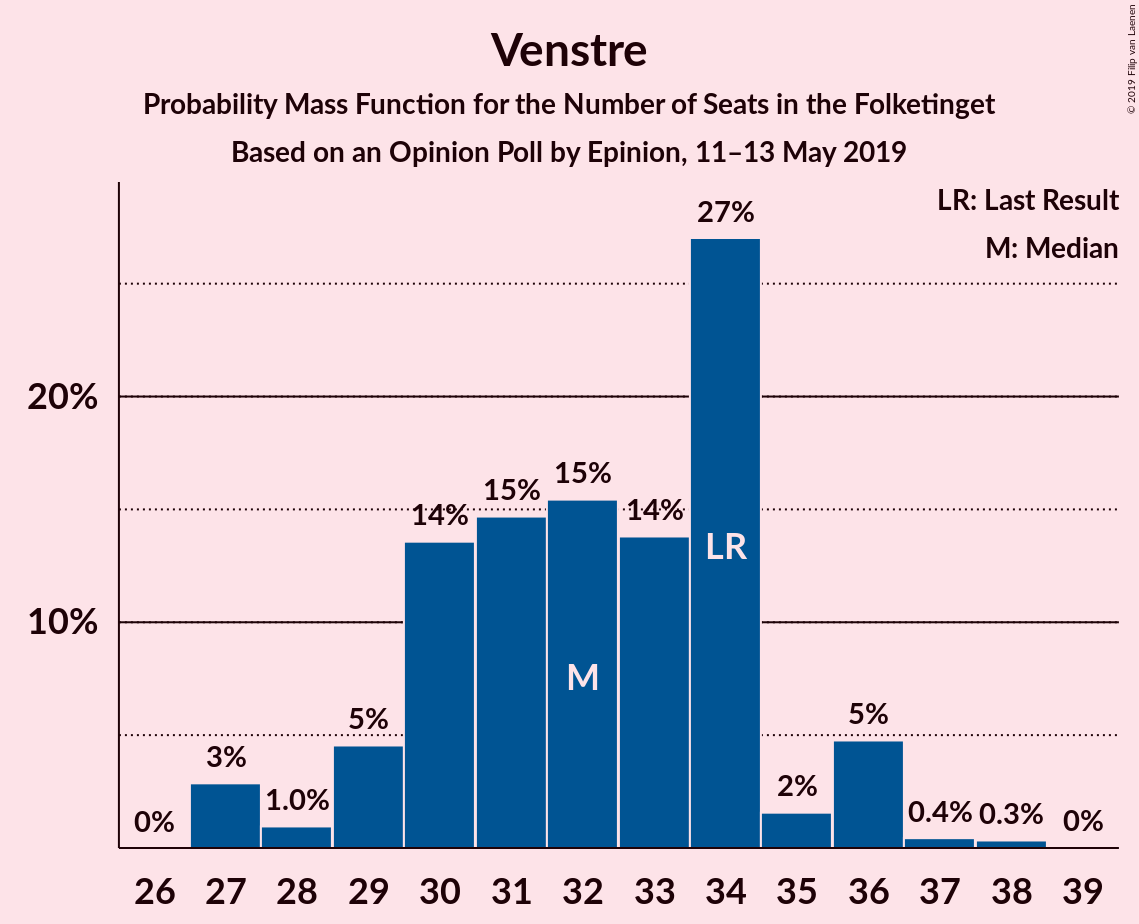 © 2019 Filip van Laenen
Venstre
Probability Mass Function for the Number of Seats in the Folketinget
Based on an Opinion Poll by Epinion, 11–13 May 2019
LR: Last Result
M: Median
20%
10%
0%
3%
1.0%
5%
14%
15%
15%
14%
27%
2%
5%
0.4%
0.3%
0%
LR
M
26 27 28 29 30 31 32 33 34 35 36 37 38 39